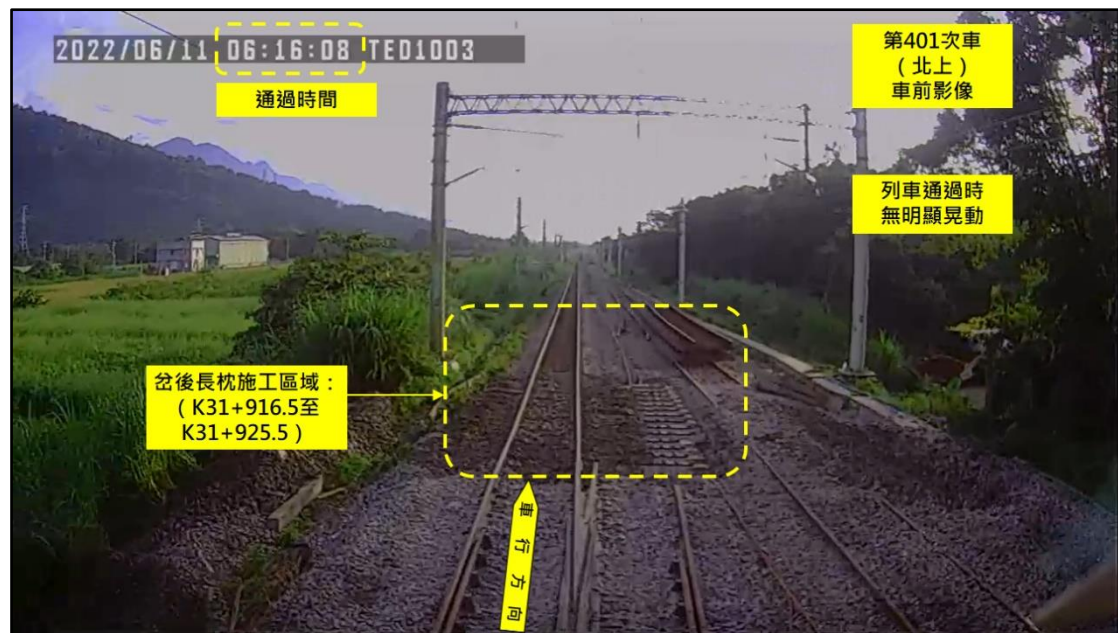 2022/06/11 06:16:08 TED1003
通過時間
第401次車
（北上）
車前影像
列車通過時
無明顯晃動
岔後長枕施工區域：
（K31+916.5至
K31+925.5）
車行方向